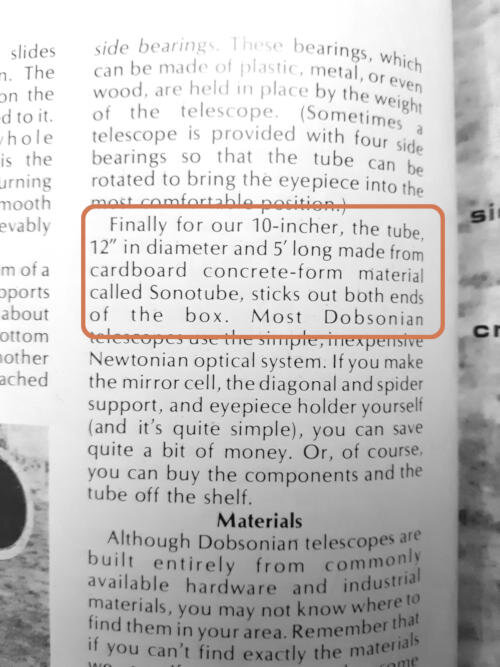 slides
n. The
on the
d to it.
whole
is the
urning
mooth
evably
m of a
pports
about
ottom
nother
ached
side bearings. These bearings, which
can be made of plastic, metal, or even
wood, are held in place by the weight
of the telescope. (Sometimes a
telescope is provided with four side
bearings so that the tube can be
rotated to bring the eyepiece into the
most comfortable position.)
Finally for our 10-incher, the tube,
12" in diameter and 5' long made from
cardboard concrete-form material
called Sonotube, sticks out both ends
of the box. Most Dobsonian
telescopes use the simple, inexpensive
Newtonian optical system. If you make
the mirror cell, the diagonal and spider
support, and eyepiece holder yourself
(and it's quite simple), you can save
quite a bit of money. Or, of course,
you can buy the components and the
tube off the shelf.
Materials
Although Dobsonian telescopes are
built entirely from commonly
available hardware and industrial
materials, you may not know where to
find them in your area. Remember that
if you can't find exactly the materials
we come
si
cr